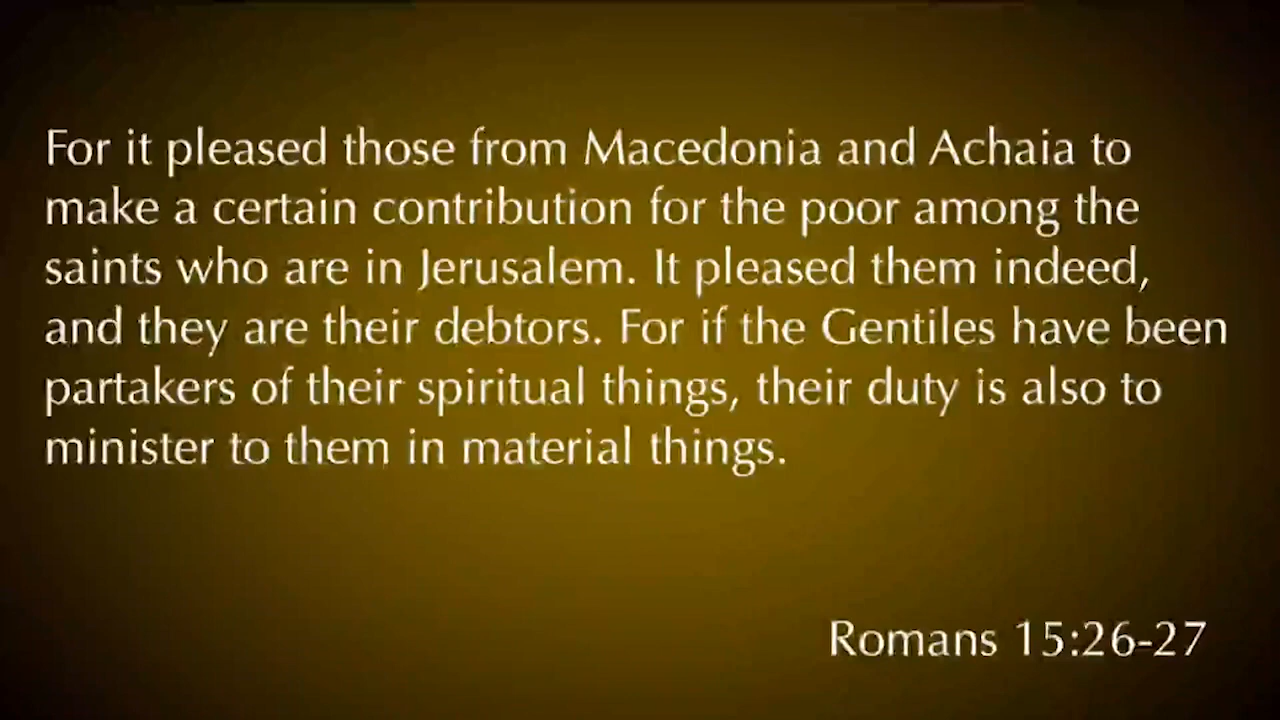 For it pleased those from Macedonia and Achaia to
make a certain contribution for the poor among the
saints who are in Jerusalem. It pleased them indeed,
and they are their debtors. For if the Gentiles have been
partakers of their spiritual things, their duty is also to
minister to them in material things.
Romans 15:26-27